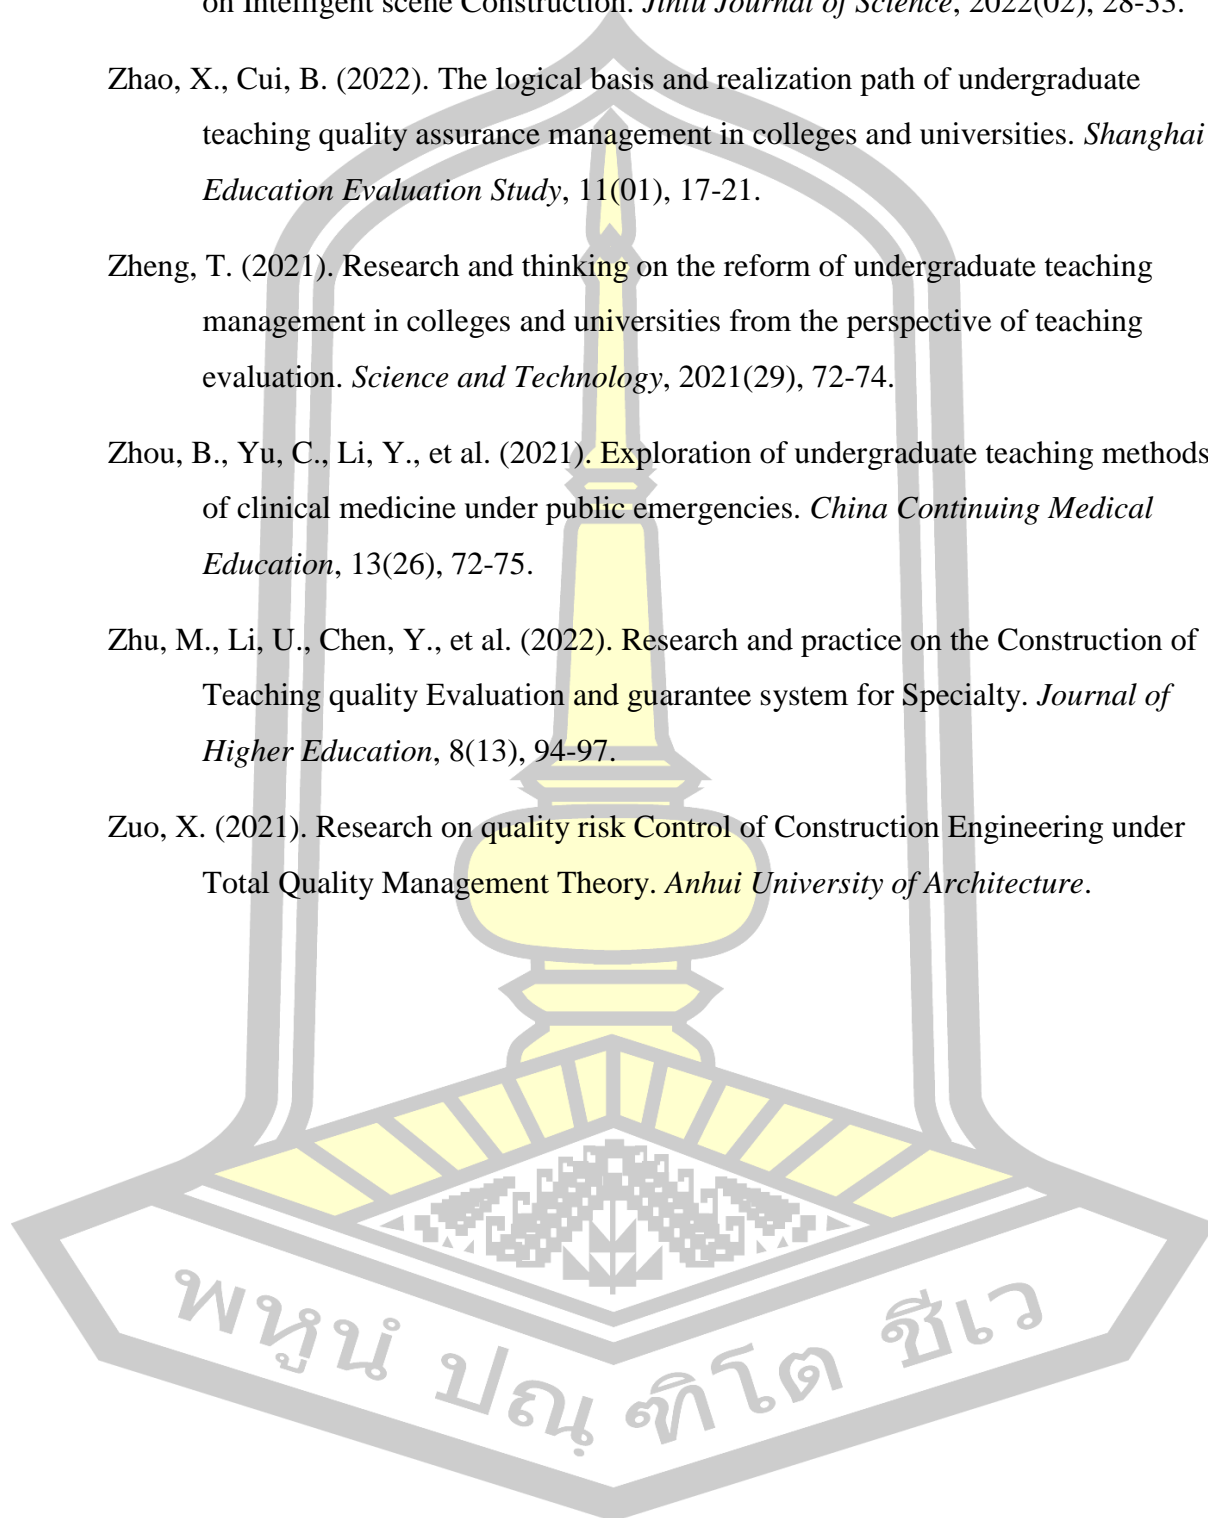 on Intelligent scene Construction. Jinlu Journal of Science, 2022(02), 28-33.
Zhao, X., Cui, B. (2022). The logical basis and realization path of undergraduate
teaching quality assurance management in colleges and universities. Shanghai
Education Evaluation Study, 11(01), 17-21.
Zheng, T. (2021). Research and thinking on the reform of undergraduate teaching
management in colleges and universities from the perspective of teaching
evaluation. Science and Technology, 2021(29), 72-74.
Zhou, B., Yu, C., Li, Y., et al. (2021). Exploration of undergraduate teaching methods
of clinical medicine under public emergencies. China Continuing Medical
Education, 13(26), 72-75.
Zhu, M., Li, U., Chen, Y., et al. (2022). Research and practice on the Construction of
Teaching quality Evaluation and guarantee system for Specialty. Journal of
Higher Education, 8(13), 94-97.
Zuo, X. (2021). Research on quality risk Control of Construction Engineering under
Total Quality Management Theory. Anhui University of Architecture.
พหูนํ ปณฺฑิโต ชีเว